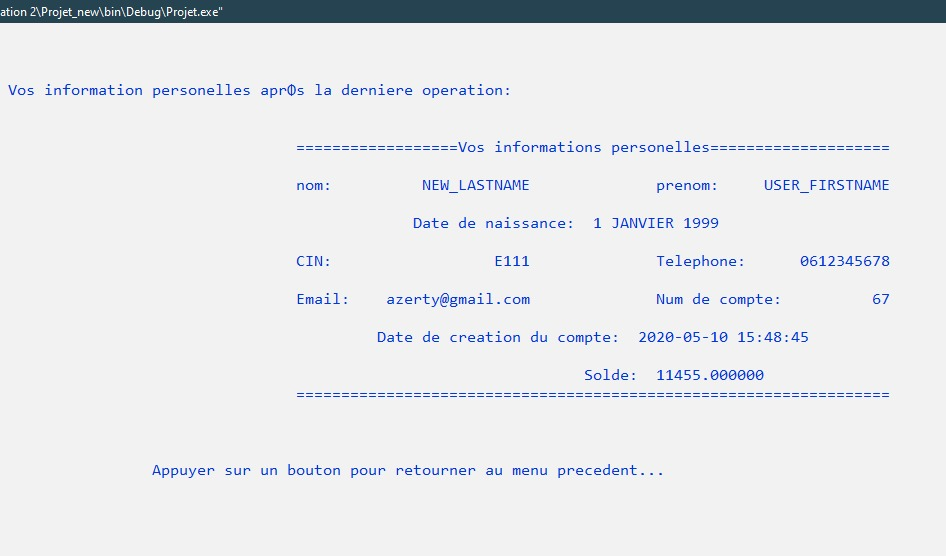 ation 2\Projet_new\bin\Debug\Projet.exe"
Vos information personelles aprÕs la derniere operation:
==================Vos informations personelles====================
nom: NEW_LASTNAME prenom: USER_FIRSTNAME
Date de naissance: 1 JANVIER 1999
CIN: E111 Telephone: 0612345678
Email: azerty@gmail.com Num de compte: 67
Date de creation du compte: 2020-05-10 15:48:45
Solde: 11455.000000
==================================================================
Appuyer sur un bouton pour retourner au menu precedent...